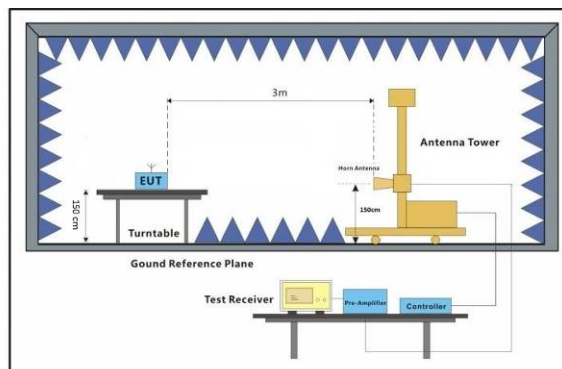 3m
Antenna Tower
Horn Antenna
EUT
150 cm
150cm
Turntable
Gound Reference Plane
Test Receiver
Pre-Amplifier
Controller